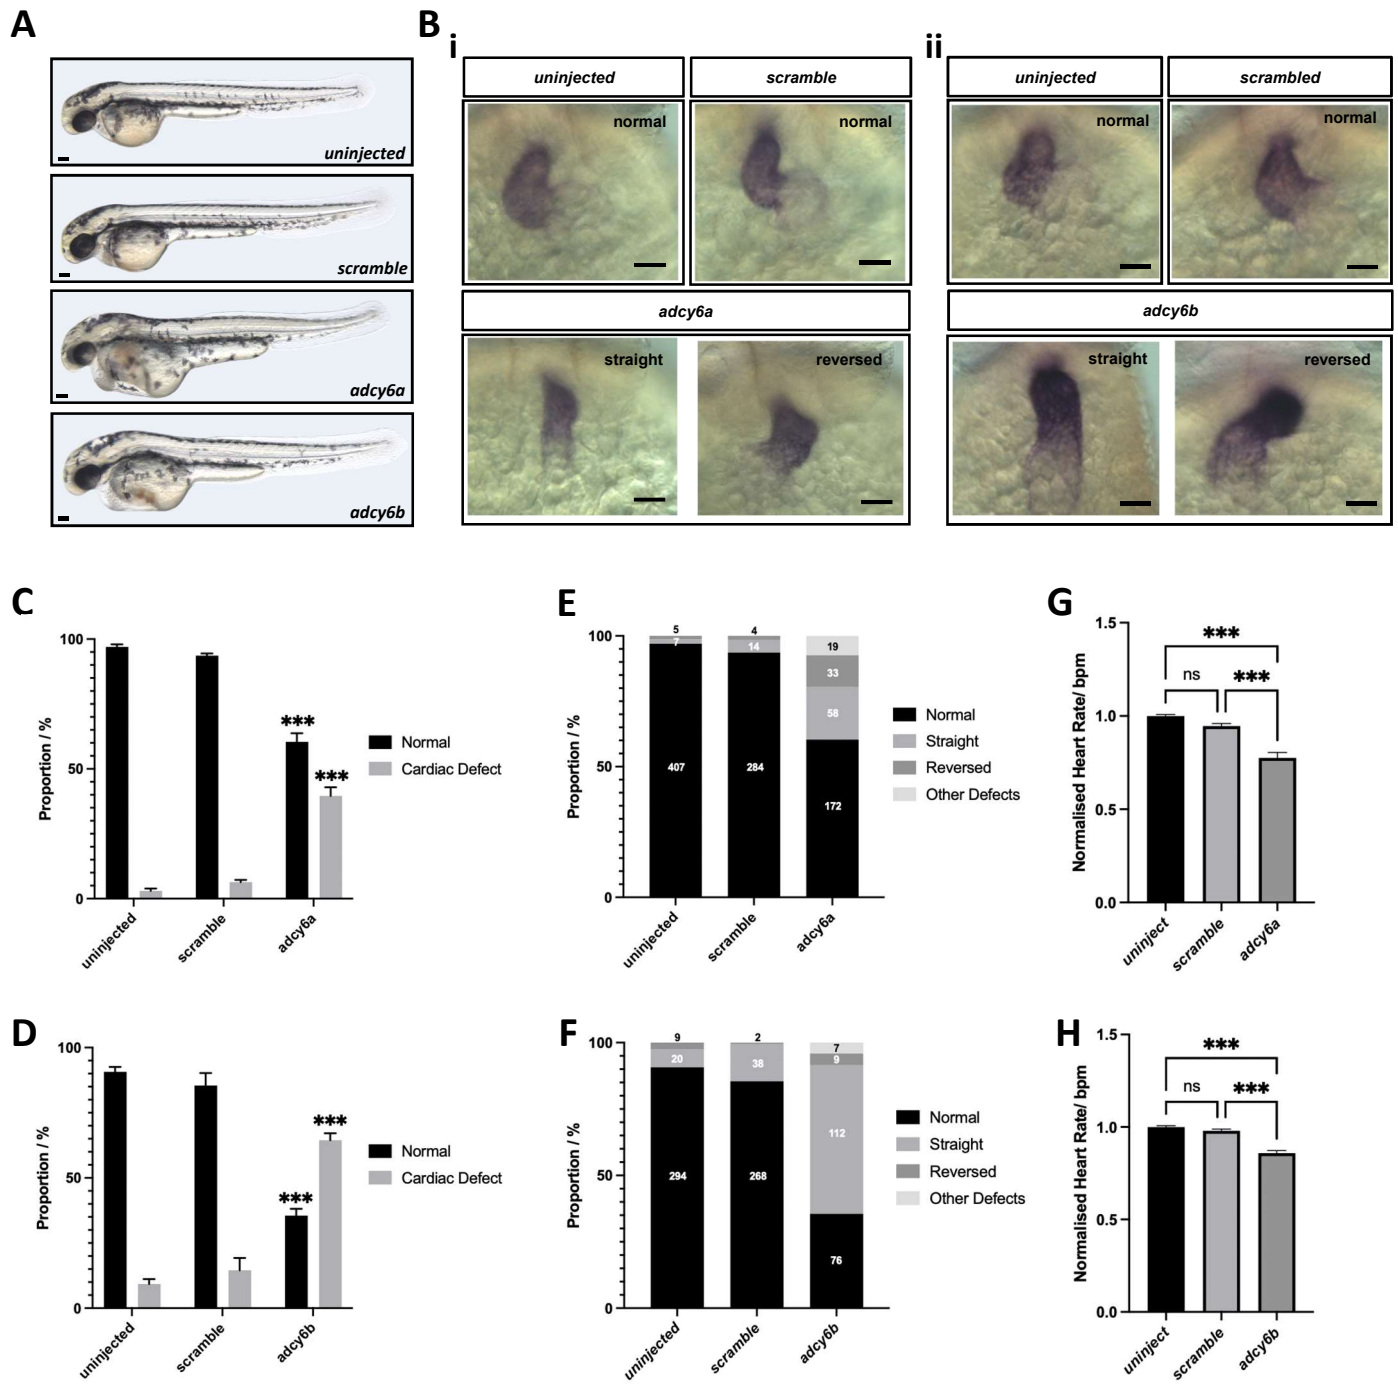 A
uninjected
scramble
adcy6a
adcy6b
B
i
uninjected
scramble
normal
normal
adcy6a
straight
reversed
ii
uninjected
scrambled
normal
normal
adcy6b
straight
reversed
C
Proportion / %
100
50
0
***
***
uninjected
scramble
adcy6a
Normal
Cardiac Defect
E
Proportion / %
100
50
0
5
7
407
4
14
284
19
33
58
172
uninjected
scramble
adcy6a
Normal
Straight
Reversed
Other Defects
G
Normalised Heart Rate/ bpm
1.5
1.0
0.5
0.0
***
ns
***
uninject
scramble
adcy6a
D
Proportion / %
100
50
0
***
***
uninjected
scramble
adcy6b
Normal
Cardiac Defect
F
Proportion / %
100
50
0
9
20
294
2
38
268
7
9
112
76
uninjected
scramble
adcy6b
Normal
Straight
Reversed
Other Defects
H
Normalised Heart Rate/ bpm
1.5
1.0
0.5
0.0
***
ns
***
uninject
scramble
adcy6b